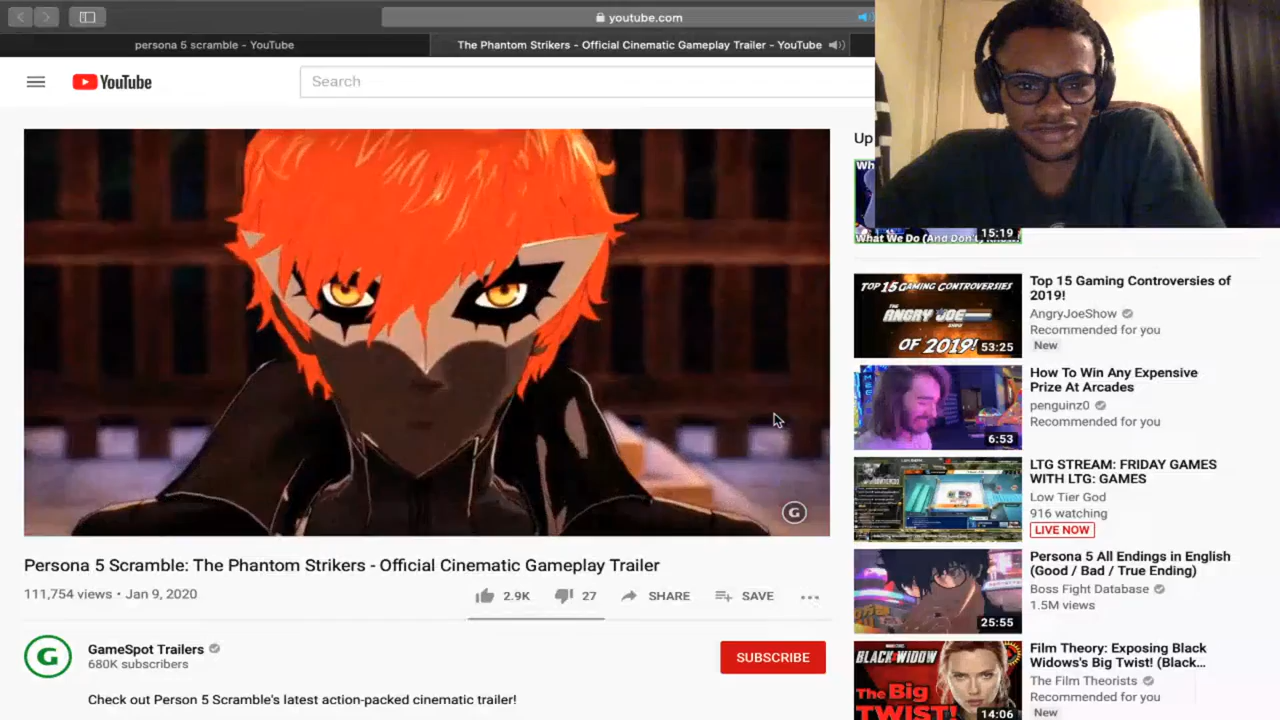 youtube.com
persona 5 scramble - YouTube
The Phantom Strikers - Official Cinematic Gameplay Trailer - YouTube
YouTube
Search
Up
Wh
What We Do (And Don't
15:19
G
Persona 5 Scramble: The Phantom Strikers - Official Cinematic Gameplay Trailer
111,754 views • Jan 9, 2020
2.9K
27
SHARE
SAVE
G
GameSpot Trailers
680K subscribers
SUBSCRIBE
Check out Person 5 Scramble's latest action-packed cinematic trailer!
TOP 15 GAMING CONTROVERSIES
THE
ANGRY JOE
SHOW
OF 2019!
53:25
Top 15 Gaming Controversies of
2019!
AngryJoeShow
Recommended for you
New
6:53
How To Win Any Expensive
Prize At Arcades
penguinz0
Recommended for you
LTG STREAM: FRIDAY GAMES
WITH LTG: GAMES
Low Tier God
916 watching
LIVE NOW
25:55
Persona 5 All Endings in English
(Good / Bad / True Ending)
Boss Fight Database
1.5M views
BLACK WIDOW
The Big
TWIST!
14:06
Film Theory: Exposing Black
Widows's Big Twist! (Black...
The Film Theorists
Recommended for you
New